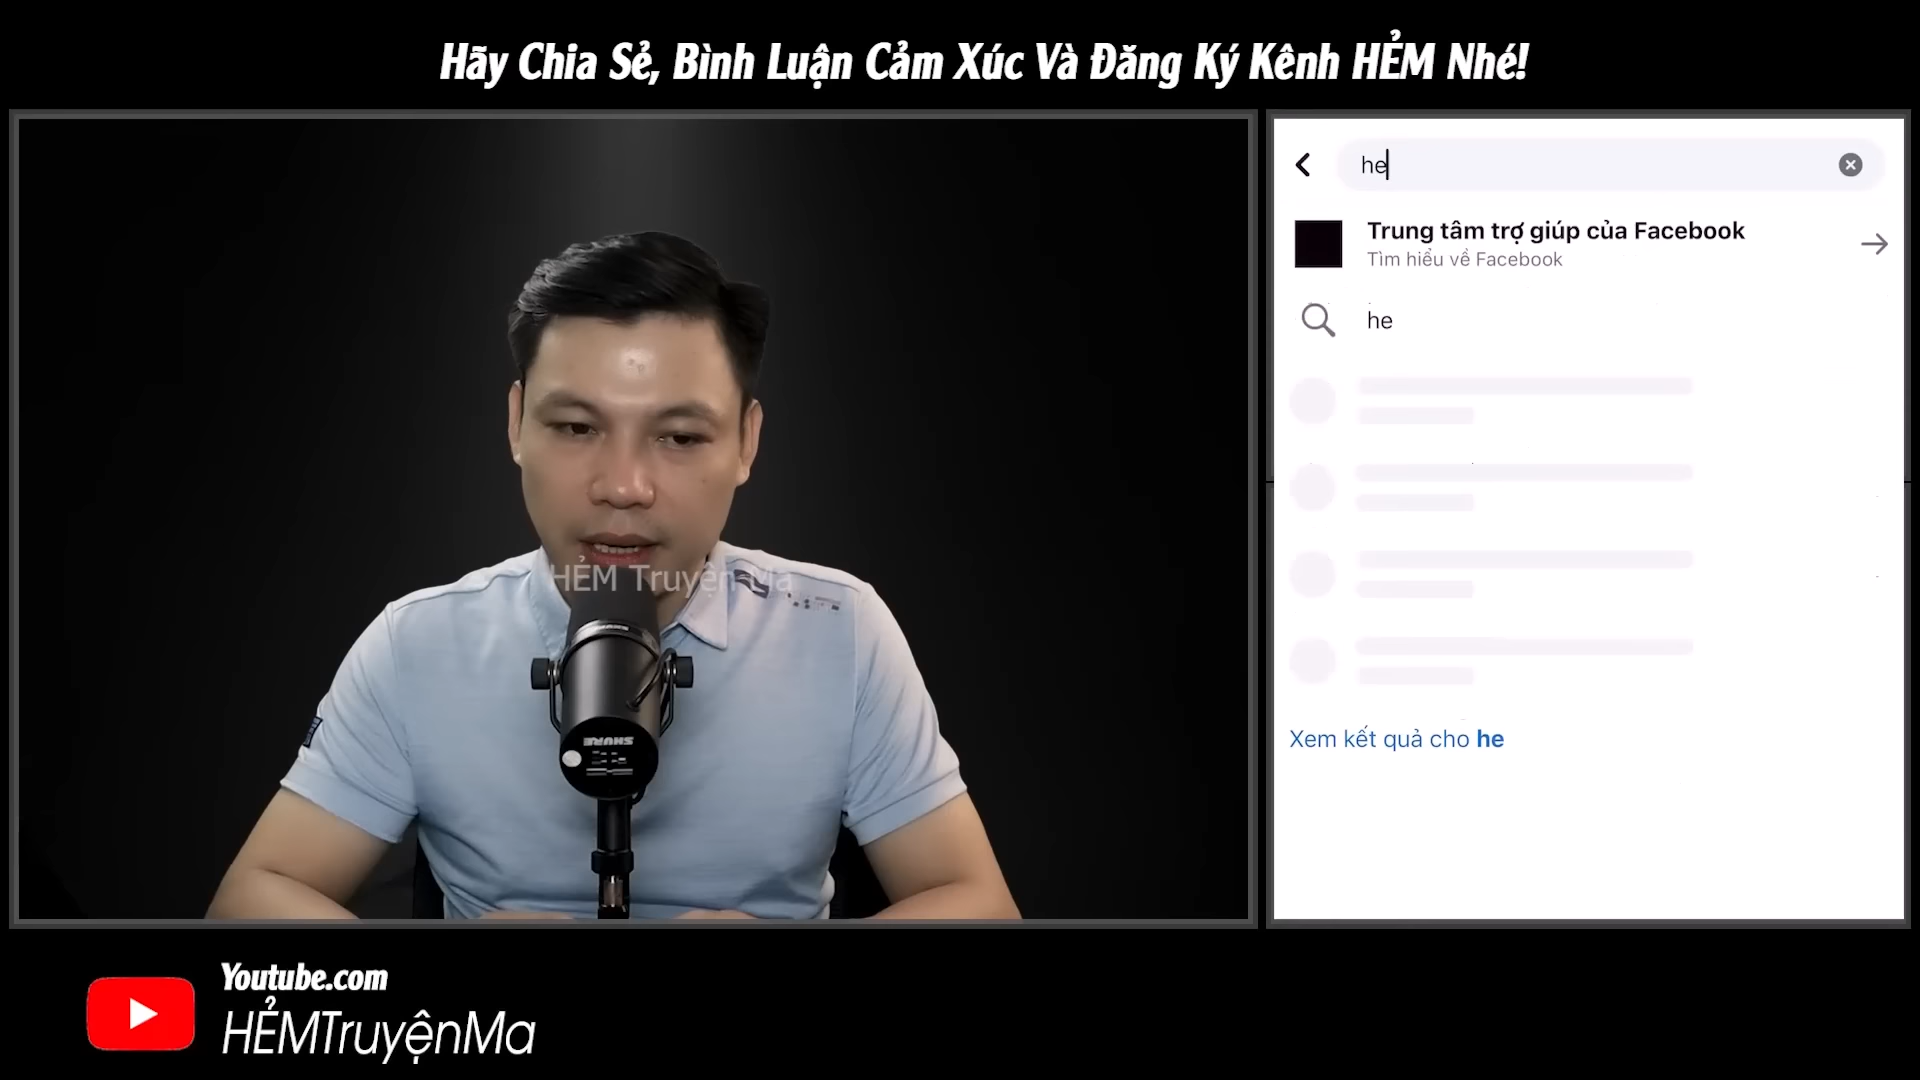 Hãy Chia Sẻ, Bình Luận Cảm Xúc Và Đăng Ký Kênh HẺM Nhé!
he
Trung tâm trợ giúp của Facebook
Tìm hiểu về Facebook
he
Xem kết quả cho he
HẺM Truyện Ma
SHURE
Youtube.com
HẺMTruyệnMa